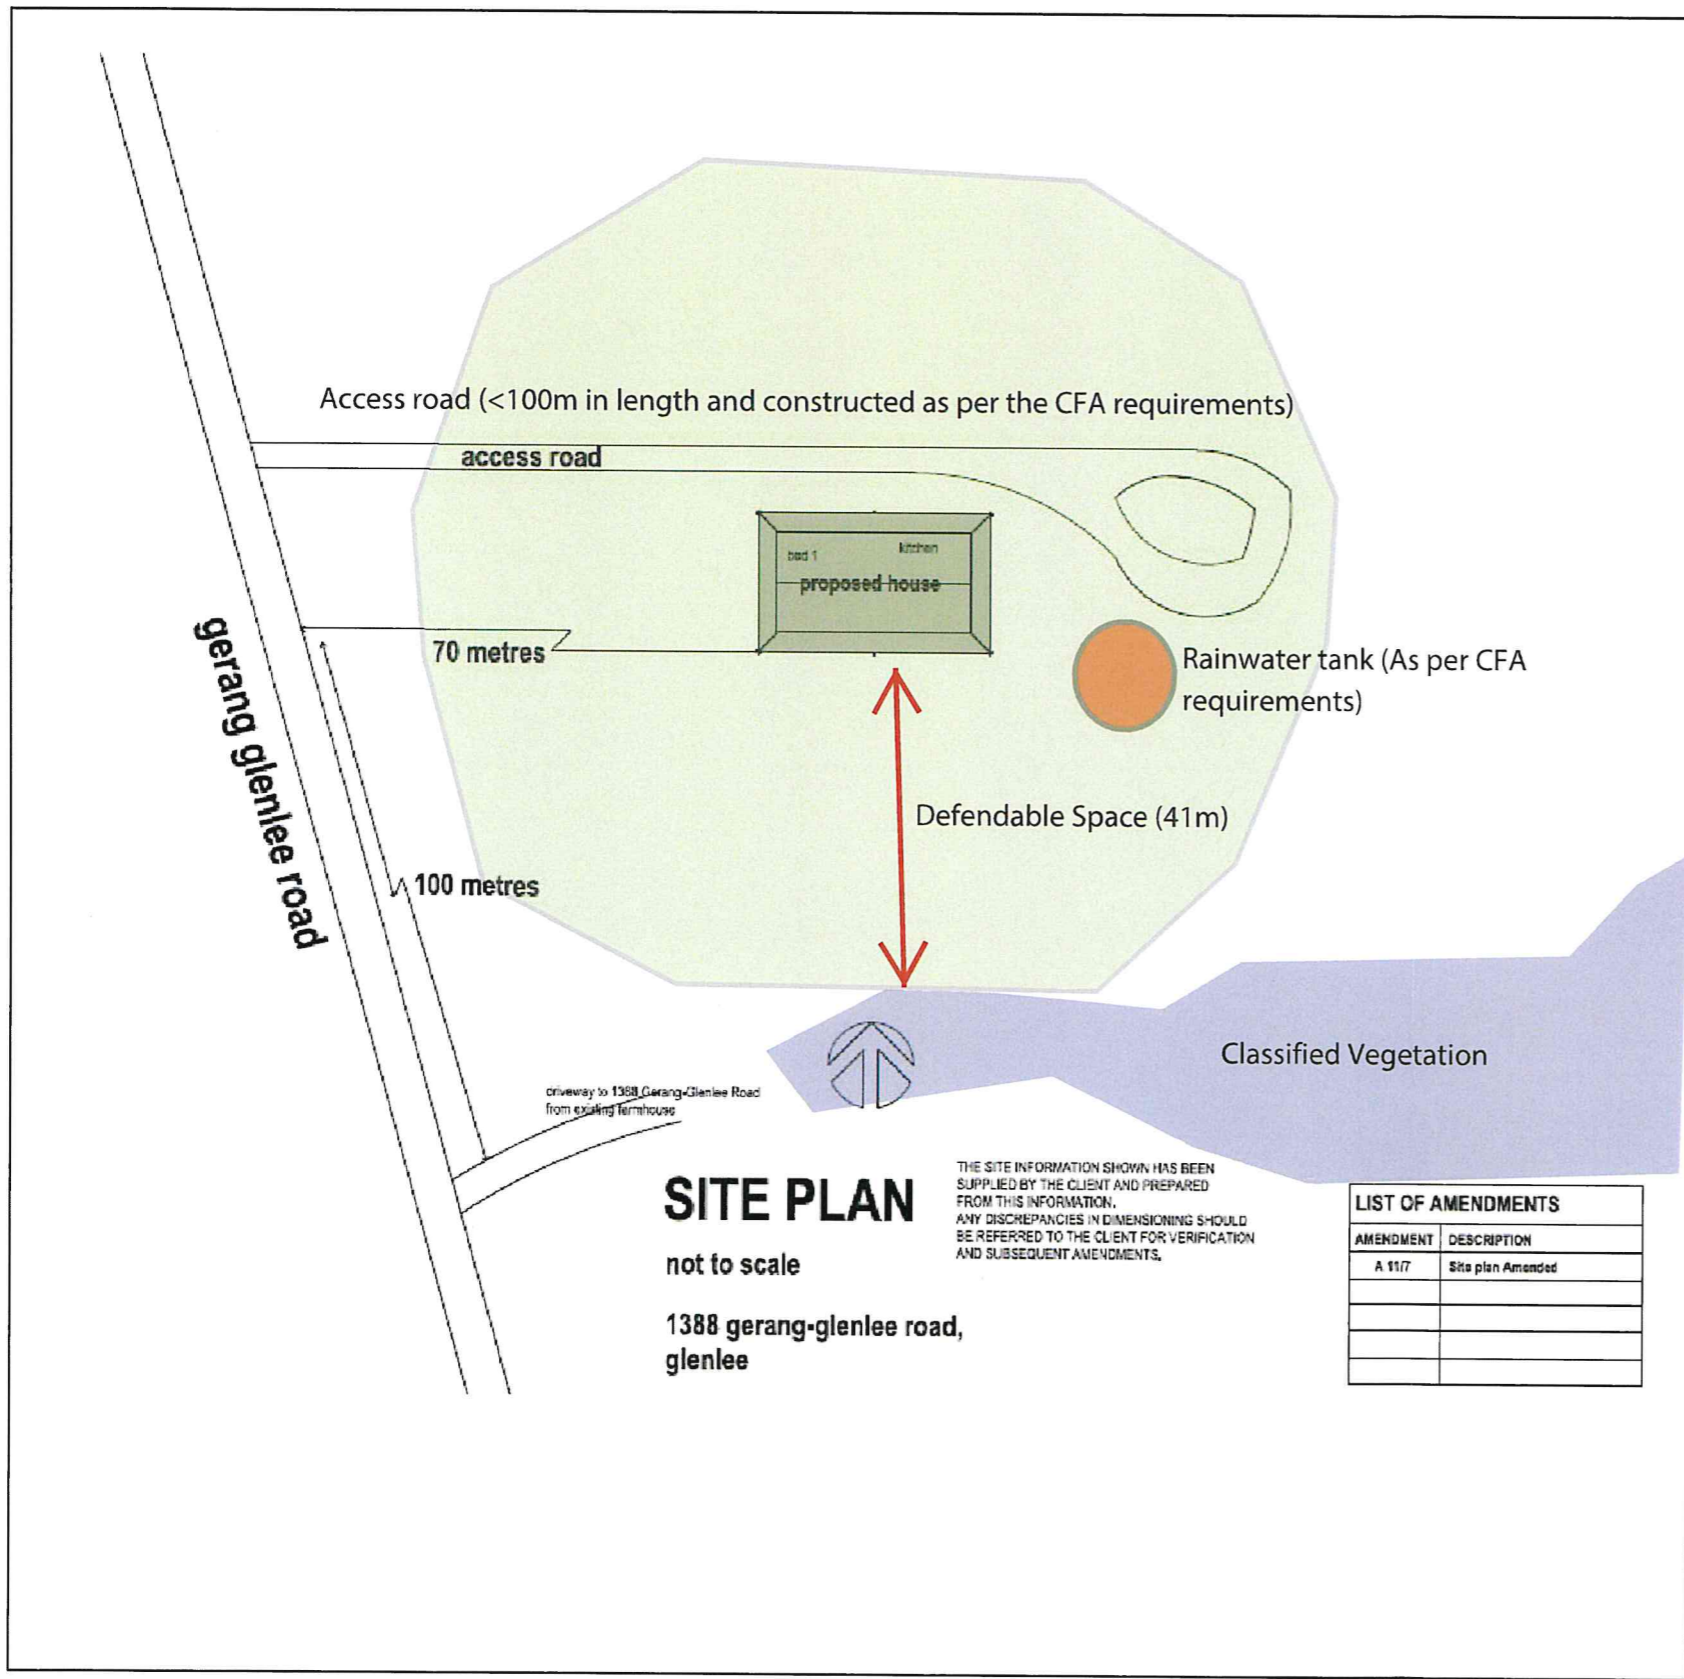 Access road (<100m in length and constructed as per the CFA requirements)
access road
bed 1
kitchen
proposed house
70 metres
Rainwater tank (As per CFA
requirements)
gerang glenlee road
Defendable Space (41m)
100 metres
Classified Vegetation
driveway to 1388 Gerang-Glenlee Road
from existing farmhouse
SITE PLAN
not to scale
1388 gerang-glenlee road,
glenlee
THE SITE INFORMATION SHOWN HAS BEEN
SUPPLIED BY THE CLIENT AND PREPARED
FROM THIS INFORMATION.
ANY DISCREPANCIES IN DIMENSIONING SHOULD
BE REFERRED TO THE CLIENT FOR VERIFICATION
AND SUBSEQUENT AMENDMENTS.
LIST OF AMENDMENTS
AMENDMENT DESCRIPTION
A 11/7 Site plan Amended